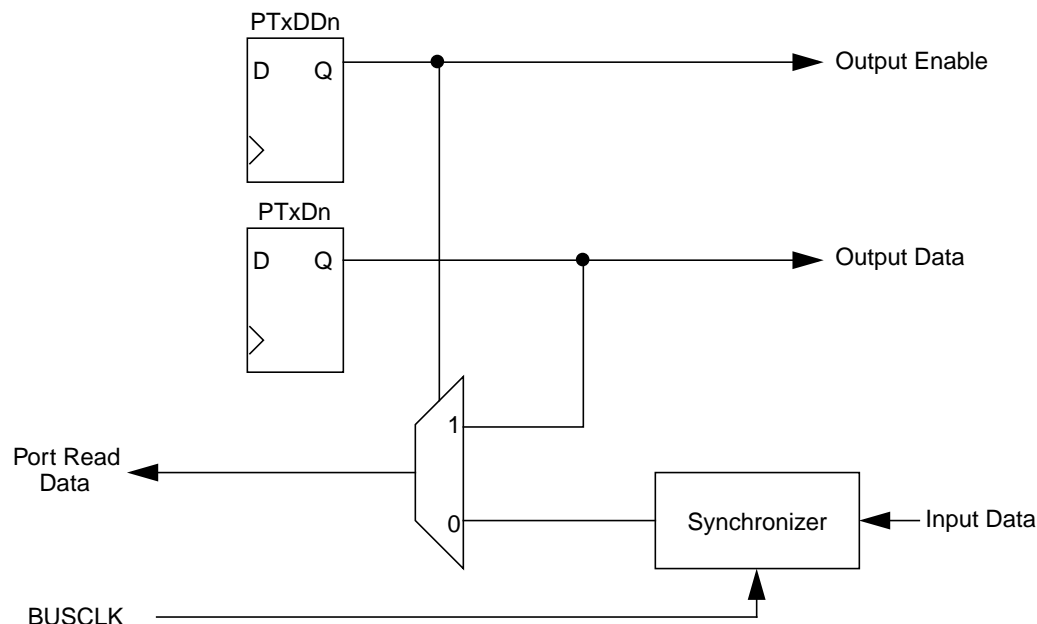 PTxDDn
D Q
Output Enable
PTxDn
D Q
Output Data
1
Port Read
Data
0
Synchronizer
Input Data
BUSCLK